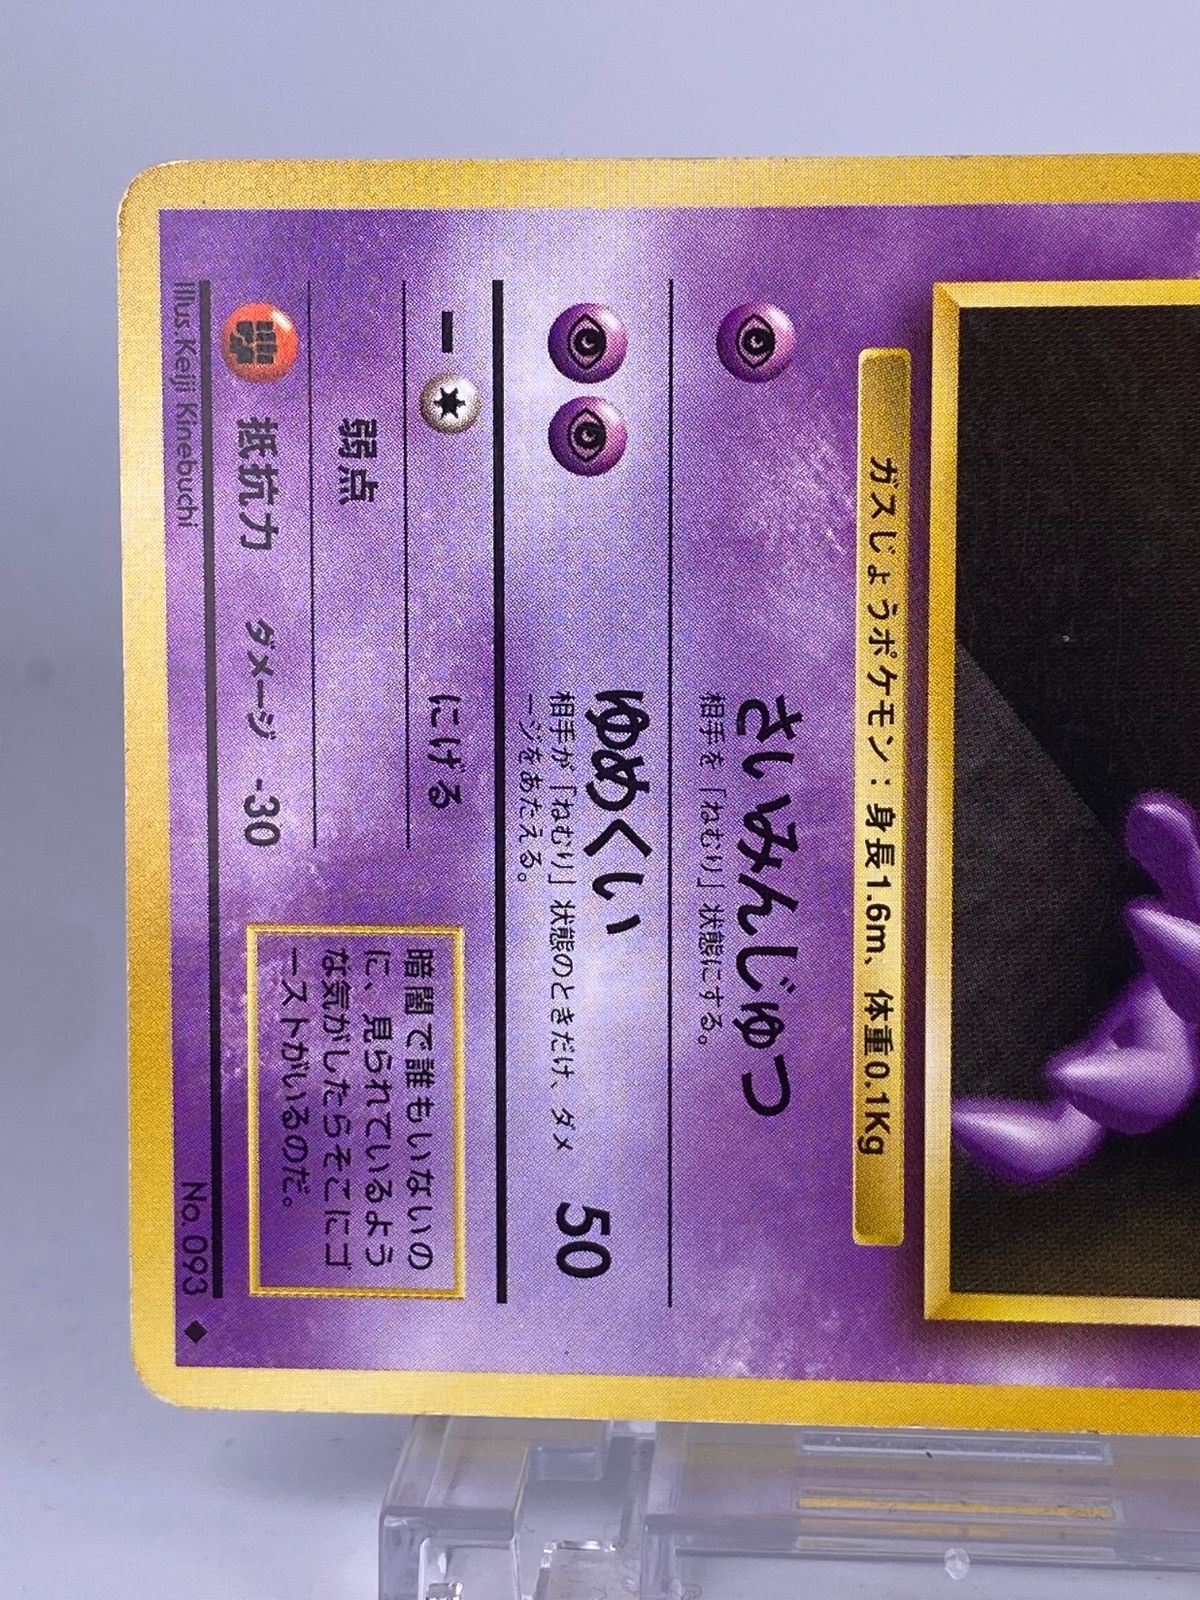 ガスじょうポケモン：身長1.6m、体重0.1Kg
さいみんじゅつ
相手を「ねむり」状態にする。
ゆめくい 50
相手が「ねむり」状態のときだけ、ダメ
ージをあたえる。
にげる
弱点
抵抗力 ダメージ -30
暗闇で誰もいないの
に、見られているよう
な気がしたらそこにゴ
ーストがいるのだ。
Illus.Keiji Kinebuchi
No. 093